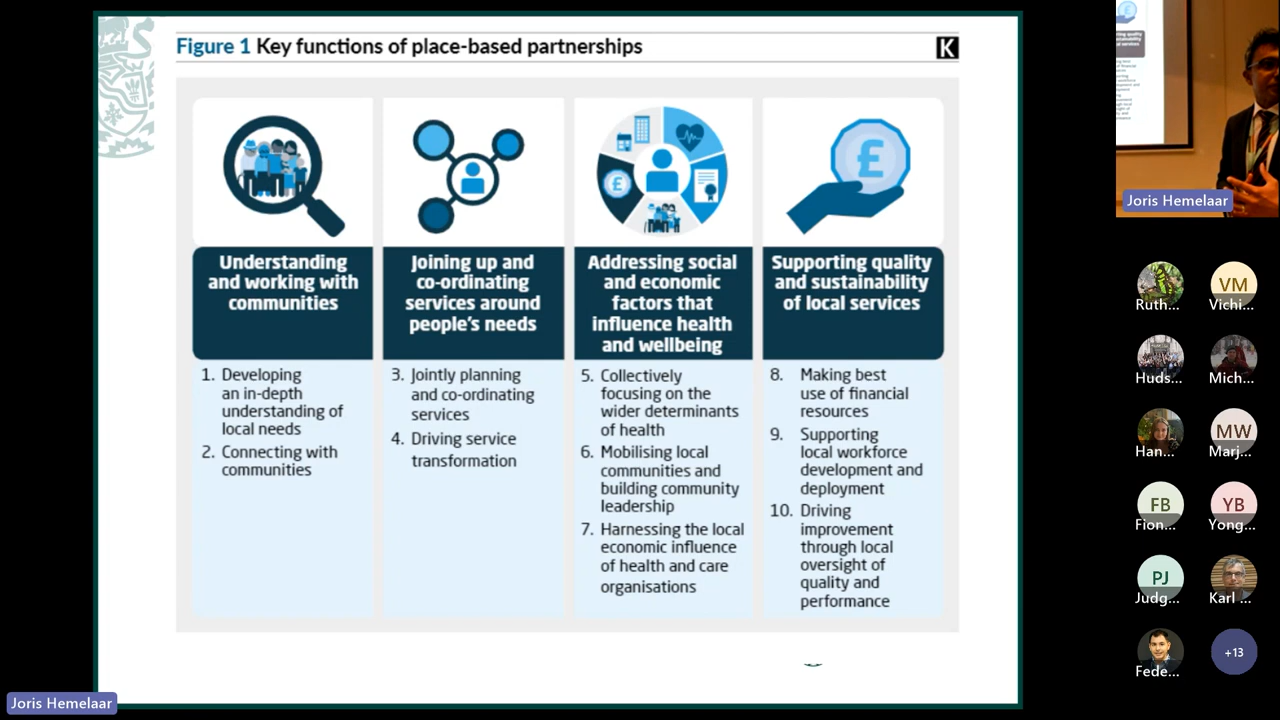 Figure 1 Key functions of place-based partnerships
K
£
£
Understanding
and working with
communities
Joining up and
co-ordinating
services around
people's needs
Addressing social
and economic
factors that
influence health
and wellbeing
Supporting quality
and sustainability
of local services
1. Developing
an in-depth
understanding of
local needs
2. Connecting with
communities
3. Jointly planning
and co-ordinating
services
4. Driving service
transformation
5. Collectively
focusing on the
wider determinants
of health
6. Mobilising local
communities and
building community
leadership
7. Harnessing the local
economic influence
of health and care
organisations
8. Making best
use of financial
resources
9. Supporting
local workforce
development and
deployment
10. Driving
improvement
through local
oversight of
quality and
performance
Joris Hemelaar
Joris Hemelaar
VM
Ruth...
Vichi...
Huds...
Mich...
MW
Han...
Marj...
FB
YB
Fion...
Yong...
PJ
Judg...
Karl ...
+13
Fede...